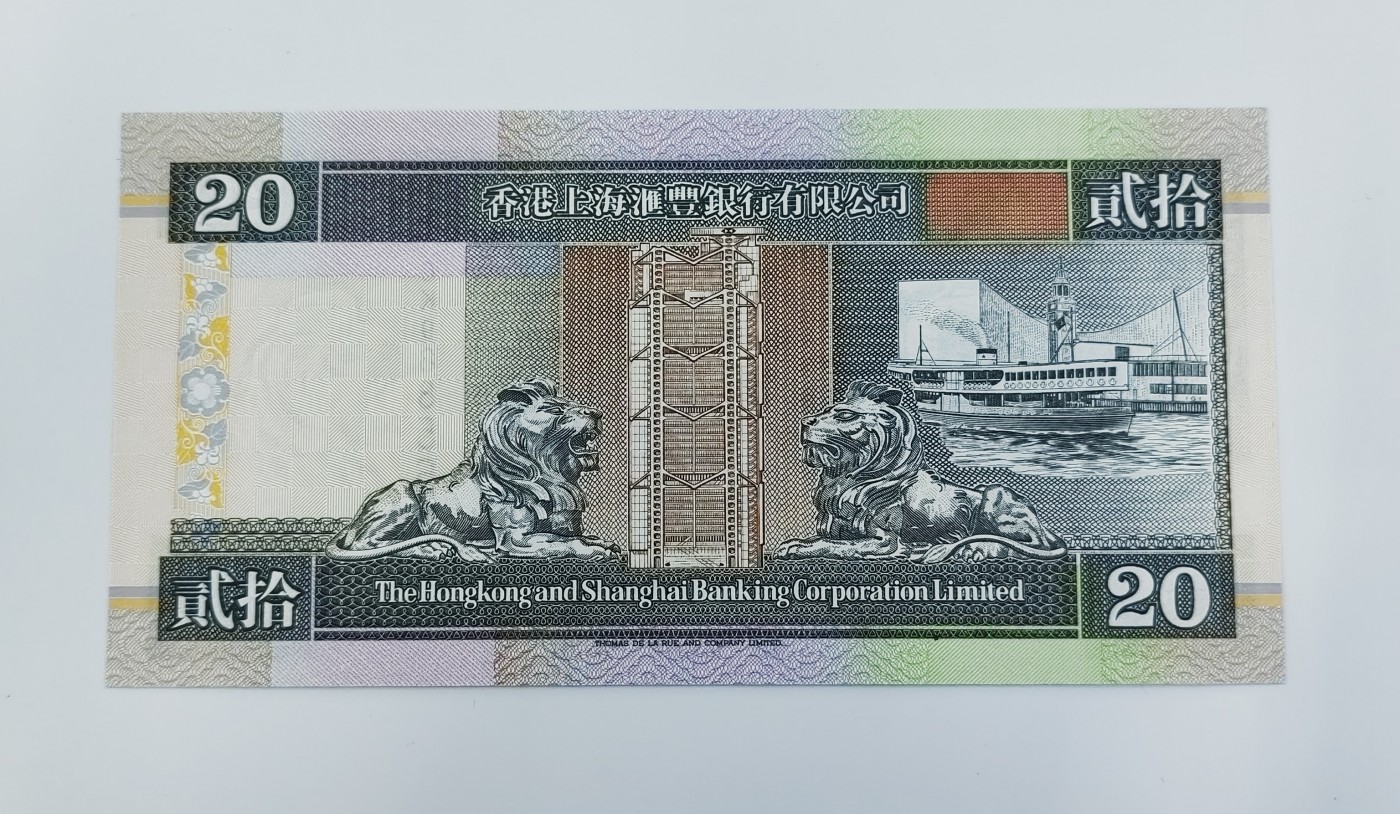 20 香港上海滙豐銀行有限公司 貳拾
貳拾 The Hongkong and Shanghai Banking Corporation Limited 20
THOMAS DE LA RUE AND COMPANY LIMITED.